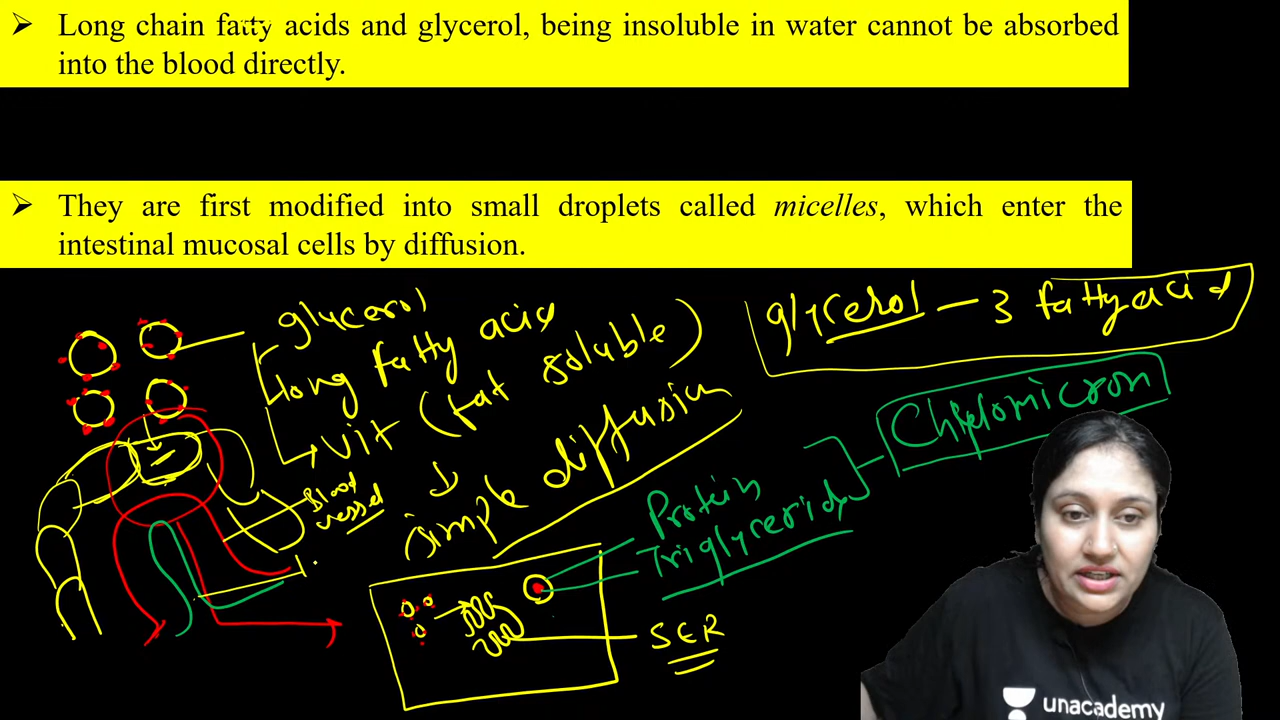 ➢ Long chain fatty acids and glycerol, being insoluble in water cannot be absorbed
into the blood directly.
➢ They are first modified into small droplets called micelles, which enter the
intestinal mucosal cells by diffusion.
glycerol
long fatty acid
Vit (fat soluble)
simple diffusion
glycerol — 3 fatty acid
Chylomicron
Blood
vessel
Protein
Triglyceride
SER
unacademy